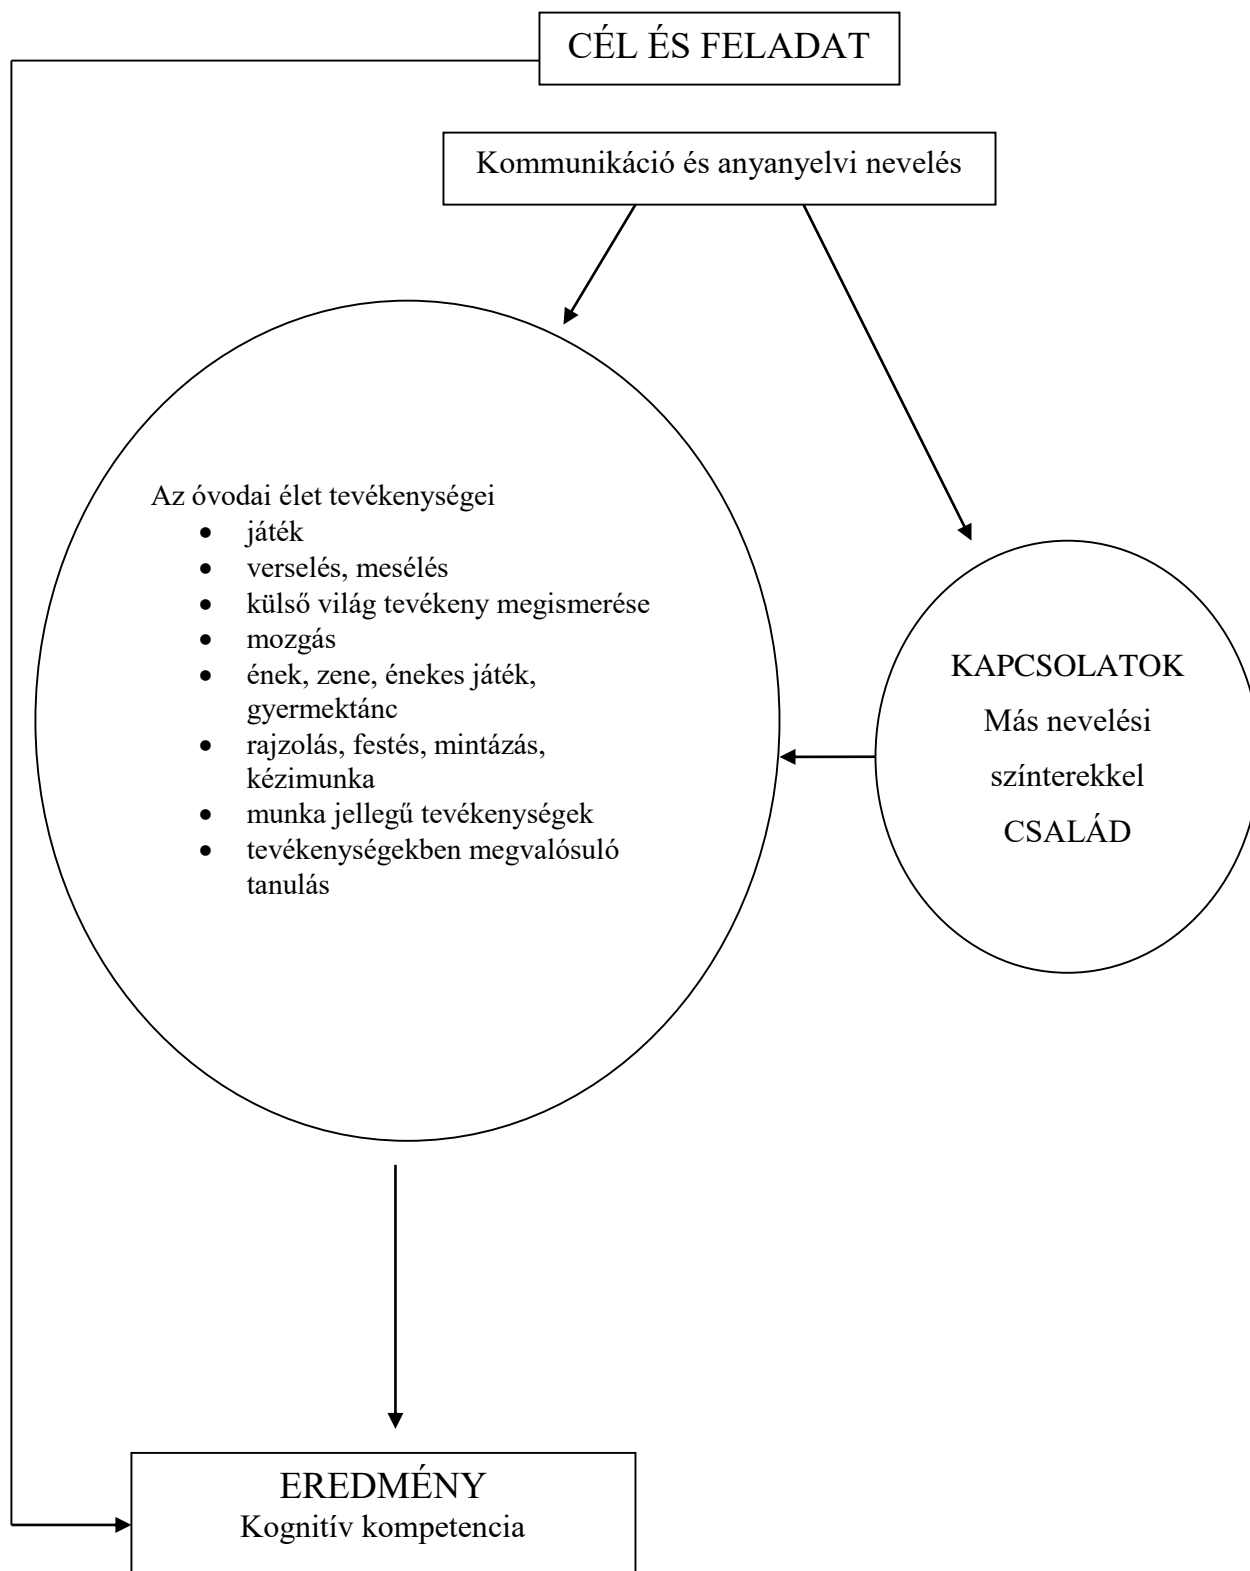 CÉL ÉS FELADAT
Kommunikáció és anyanyelvi nevelés
Az óvodai élet tevékenységei
• játék
• verselés, mesélés
• külső világ tevékeny megismerése
• mozgás
• ének, zene, énekes játék,
gyermektánc
• rajzolás, festés, mintázás,
kézimunka
• munka jellegű tevékenységek
• tevékenységekben megvalósuló
tanulás
KAPCSOLATOK
Más nevelési
színterekkel
CSALÁD
EREDMÉNY
Kognitív kompetencia